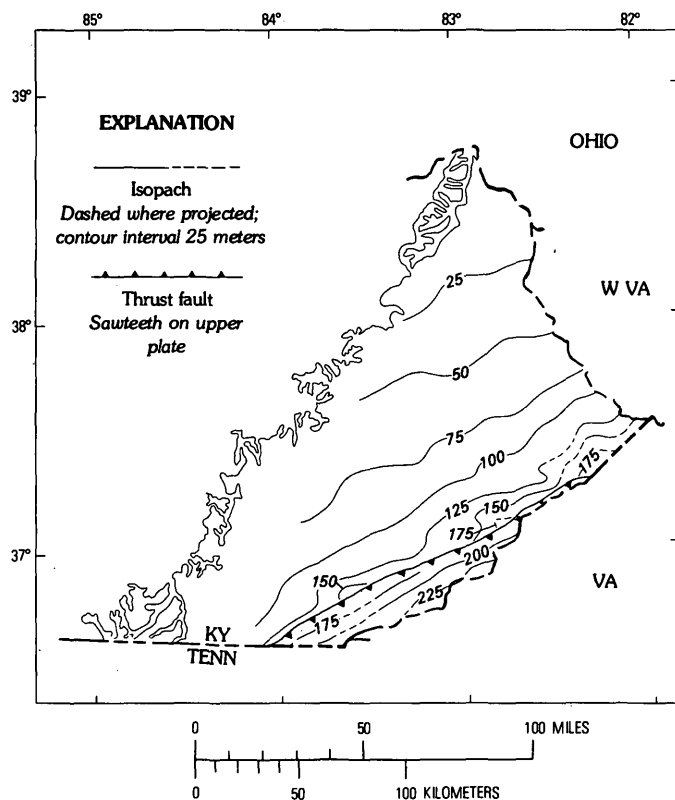 85°
84°
83°
82°
39°
38°
37°
EXPLANATION
Isopach
Dashed where projected;
contour interval 25 meters
Thrust fault
Sawteeth on upper
plate
OHIO
W VA
VA
KY
TENN
25
50
75
100
125
150
175
175
150
175
200
225
0 50 100 MILES
0 50 100 KILOMETERS